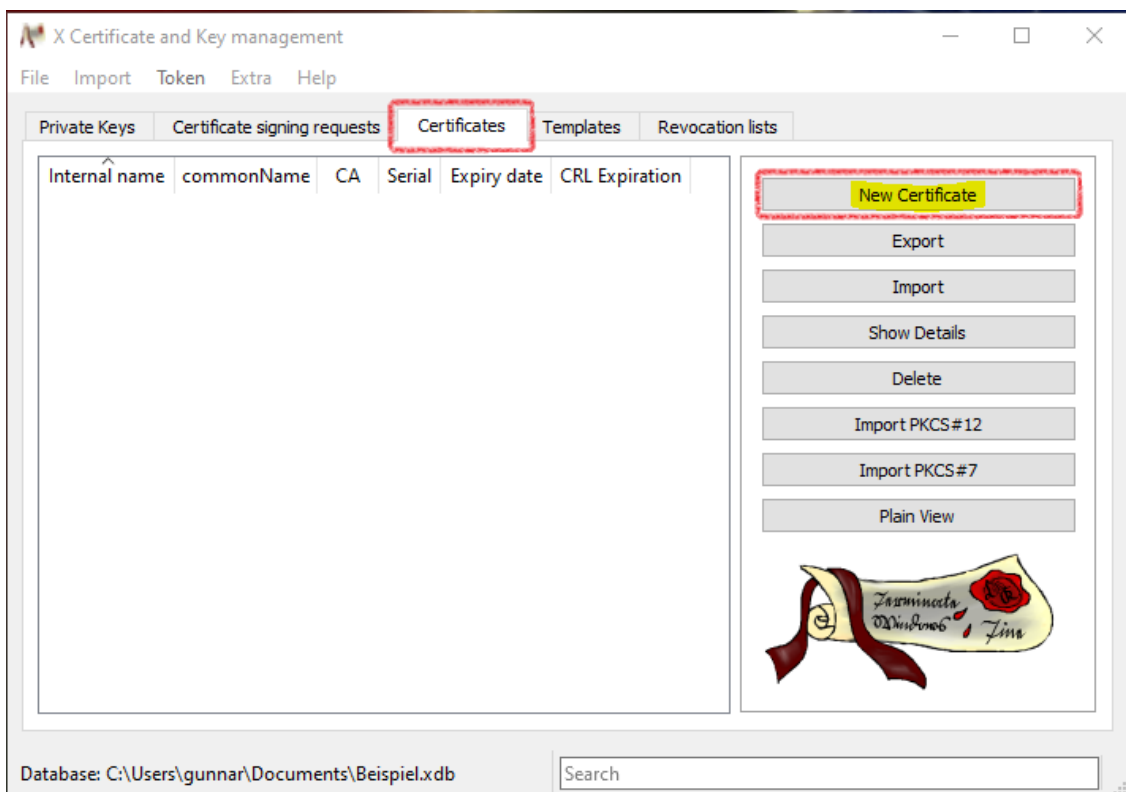 X Certificate and Key management
File Import Token Extra Help
Private Keys Certificate signing requests Certificates Templates Revocation lists
Internal name commonName CA Serial Expiry date CRL Expiration
New Certificate
Export
Import
Show Details
Delete
Import PKCS#12
Import PKCS#7
Plain View
Database: C:\Users\gunnar\Documents\Beispiel.xdb
Search